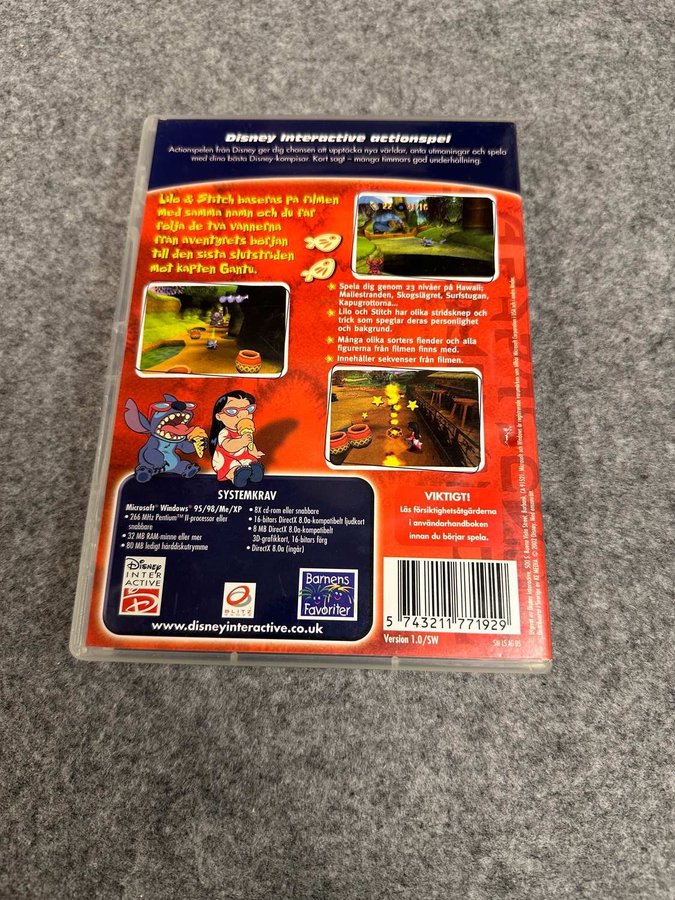 Disney Interactive actionspel
Actionspelen från Disney ger dig chansen att upptäcka nya världar, anta utmaningar och spela
med dina bästa Disney-kompisar. Kort sagt – många timmars god underhållning.
Lilo & Stitch baseras på filmen
med samma namn och du får
följa de två vännerna
från äventyrets början
till den sista slutstriden
mot kapten Gantu.
★ Spela dig genom 23 nivåer på Hawaii;
Mallestranden, Skogslägret, Surfstugan,
Kapugrottorna...
★ Lilo och Stitch har olika stridsknep och
trick som speglar deras personlighet
och bakgrund.
★ Många olika sorters fiender och alla
figurerna från filmen finns med.
★ Innehåller sekvenser från filmen.
SYSTEMKRAV
Microsoft® Windows® 95/98/Me/XP
• 266 MHz Pentium™ II-processor eller
snabbare
• 32 MB RAM-minne eller mer
• 80 MB ledigt hårddiskutrymme
• 8X cd-rom eller snabbare
• 16-bitars DirectX 8.0a-kompatibelt ljudkort
• 8 MB DirectX 8.0a-kompatibelt
3D-grafikkort, 16-bitars färg
• DirectX 8.0a (ingår)
VIKTIGT!
Läs försiktighetsåtgärderna
i användarhandboken
innan du börjar spela.
Disney
INTER
ACTIVE
BLITZ
Barnens
Favoriter
www.disneyinteractive.co.uk
5 743211 771929
Version 1.0/SW